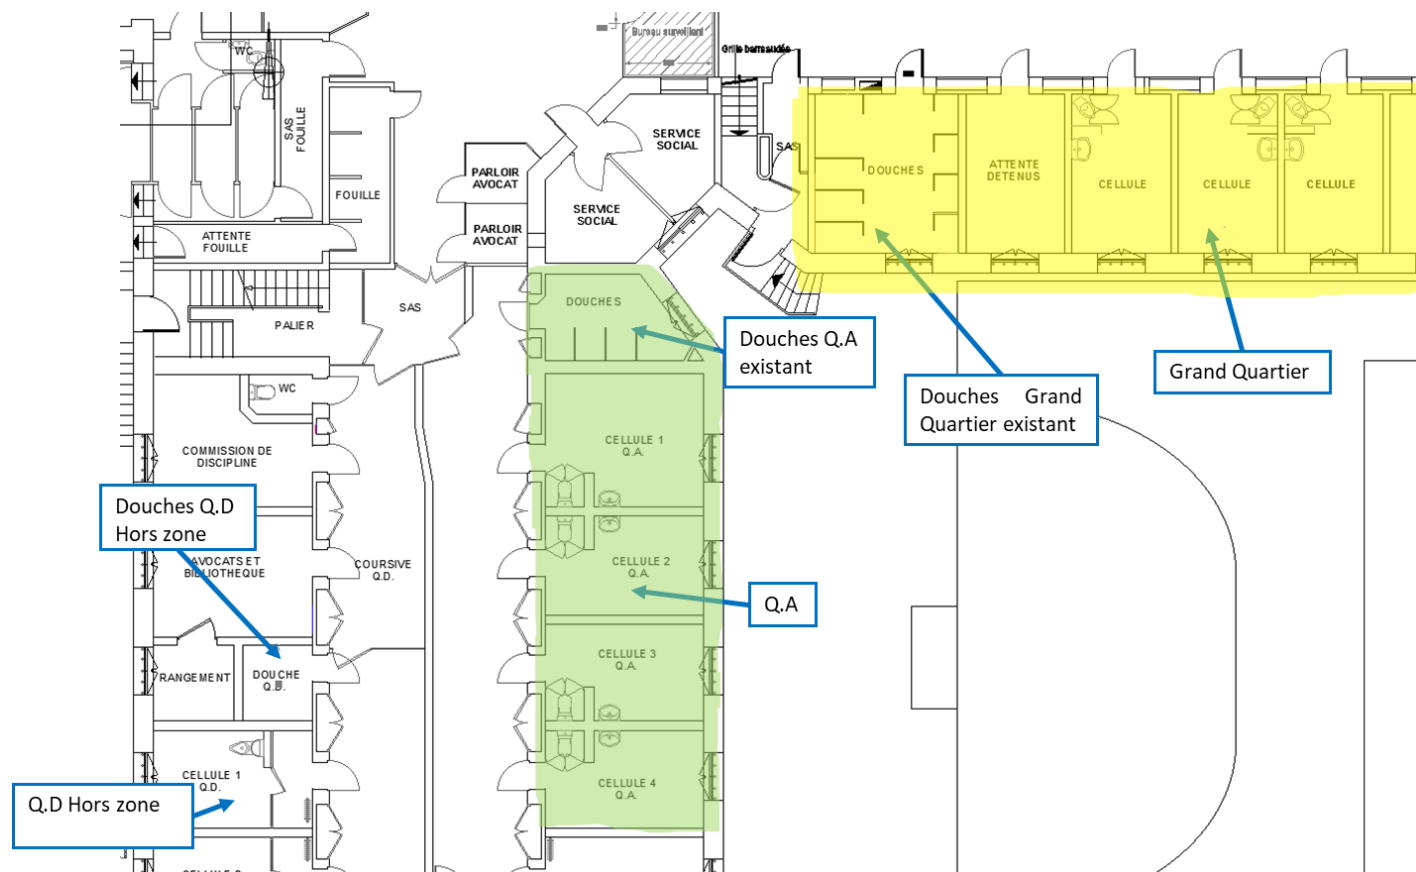 Bureau surveillant
Grille barraudée
WC
SAS
FOUILLE
FOUILLE
ATTENTE
FOUILLE
PARLOIR
AVOCAT
PARLOIR
AVOCAT
SERVICE
SOCIAL
SERVICE
SOCIAL
SAS
DOUCHES
ATTENTE
DETENUS
CELLULE
CELLULE
CELLULE
PALIER
SAS
DOUCHES
Douches Q.A
existant
Douches Grand
Quartier existant
Grand Quartier
WC
COMMISSION DE
DISCIPLINE
CELLULE 1
Q.A.
Douches Q.D
Hors zone
AVOCATS ET
BIBLIOTHEQUE
COURSIVE
Q.D.
CELLULE 2
Q.A.
Q.A
RANGEMENT
DOUCHE
Q.D.
CELLULE 3
Q.A.
CELLULE 1
Q.D.
CELLULE 4
Q.A.
Q.D Hors zone